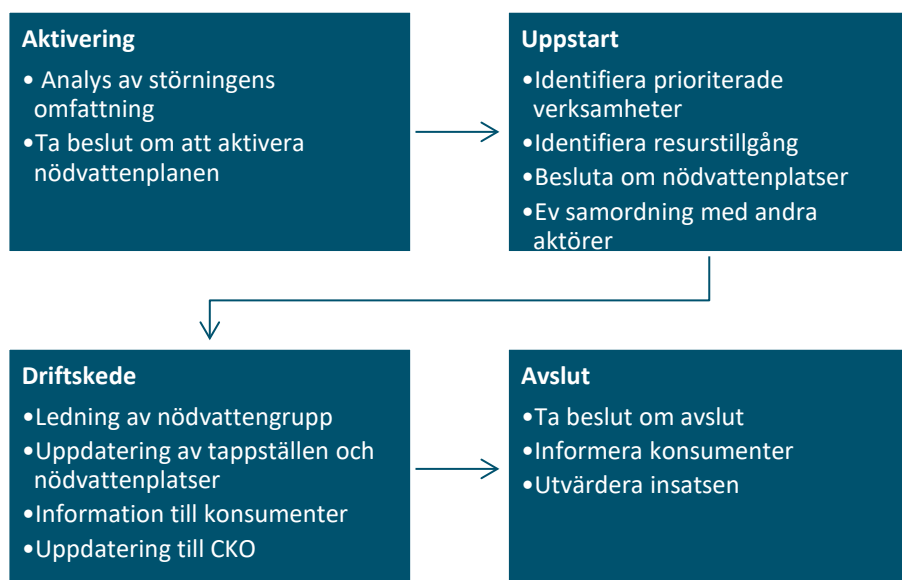 Aktivering
• Analys av störningens
omfattning
•Ta beslut om att aktivera
nödvattenplanen
Uppstart
•Identifiera prioriterade
verksamheter
•Identifiera resurstillgång
•Besluta om nödvattenplatser
•Ev samordning med andra
aktörer
Driftskede
•Ledning av nödvattengrupp
•Uppdatering av tappställen och
nödvattenplatser
•Information till konsumenter
•Uppdatering till CKO
Avslut
•Ta beslut om avslut
•Informera konsumenter
•Utvärdera insatsen